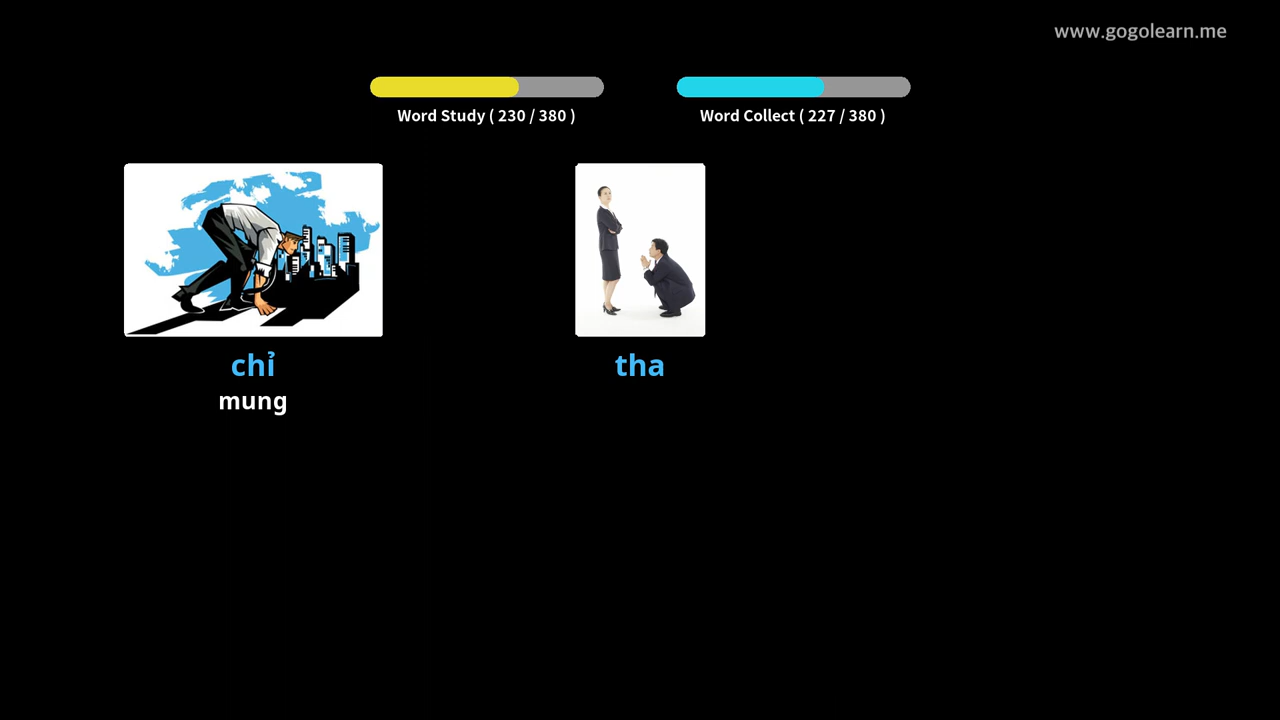 www.gogolearn.me
Word Study ( 230 / 380 )
Word Collect ( 227 / 380 )
chỉ
mung
tha